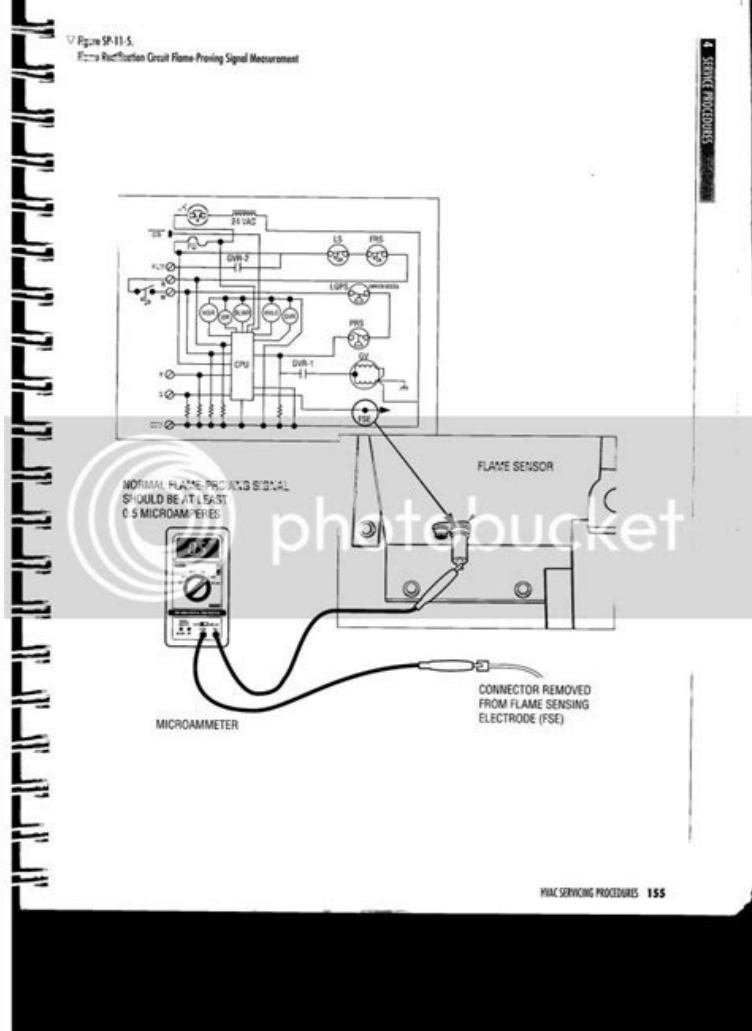 Figure SP-11-5.
Flame Rectification Circuit Flame-Proving Signal Measurement
4 SERVICE PROCEDURES
24 VAC
LS
FRS
GVR-2
LGPS
PRS
GV
HSIR
BLWR
CPU
GVR-1
FSE
NORMAL FLAME-PROVING SIGNAL
SHOULD BE AT LEAST
0.5 MICROAMPERES
FLAME SENSOR
photobucket
CONNECTOR REMOVED
FROM FLAME SENSING
ELECTRODE (FSE)
MICROAMMETER
HVAC SERVICING PROCEDURES 155